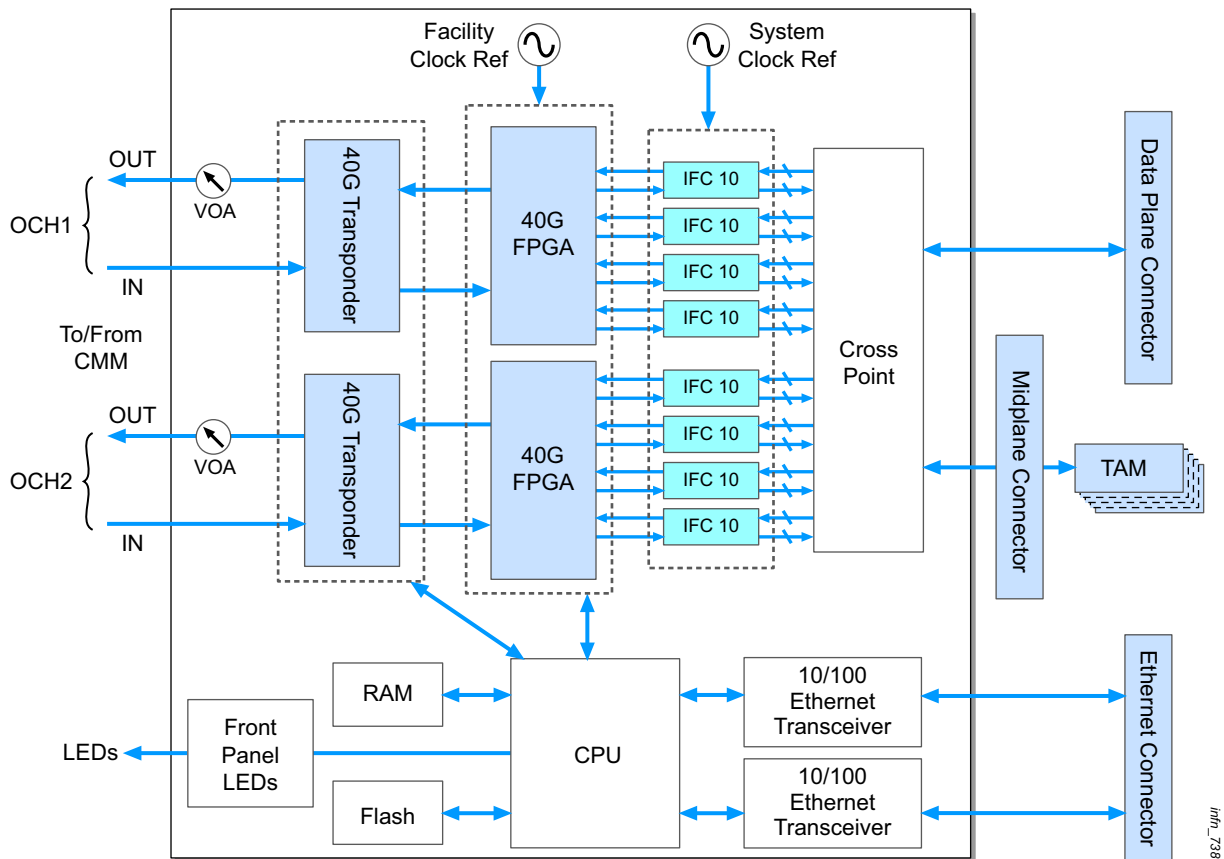 Facility
Clock Ref
System
Clock Ref
OUT
VOA
OCH1
IN
To/From
CMM
OUT
VOA
OCH2
IN
40G Transponder
40G Transponder
40G
FPGA
40G
FPGA
IFC 10
IFC 10
IFC 10
IFC 10
IFC 10
IFC 10
IFC 10
IFC 10
Cross
Point
Data Plane Connector
Midplane Connector
TAM
RAM
Front
Panel
LEDs
LEDs
Flash
CPU
10/100
Ethernet
Transceiver
10/100
Ethernet
Transceiver
Ethernet Connector
infn_738